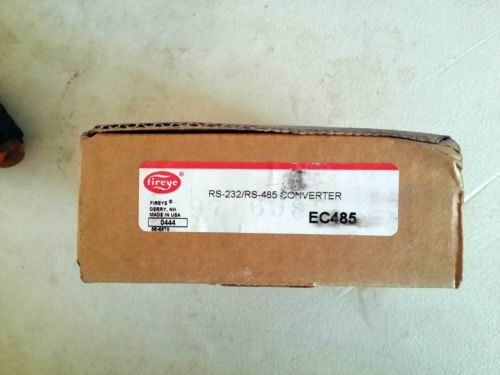 fireye
RS-232/RS-485 CONVERTER
FIREYE ®
DERRY, NH
MADE IN USA
EC485
0444